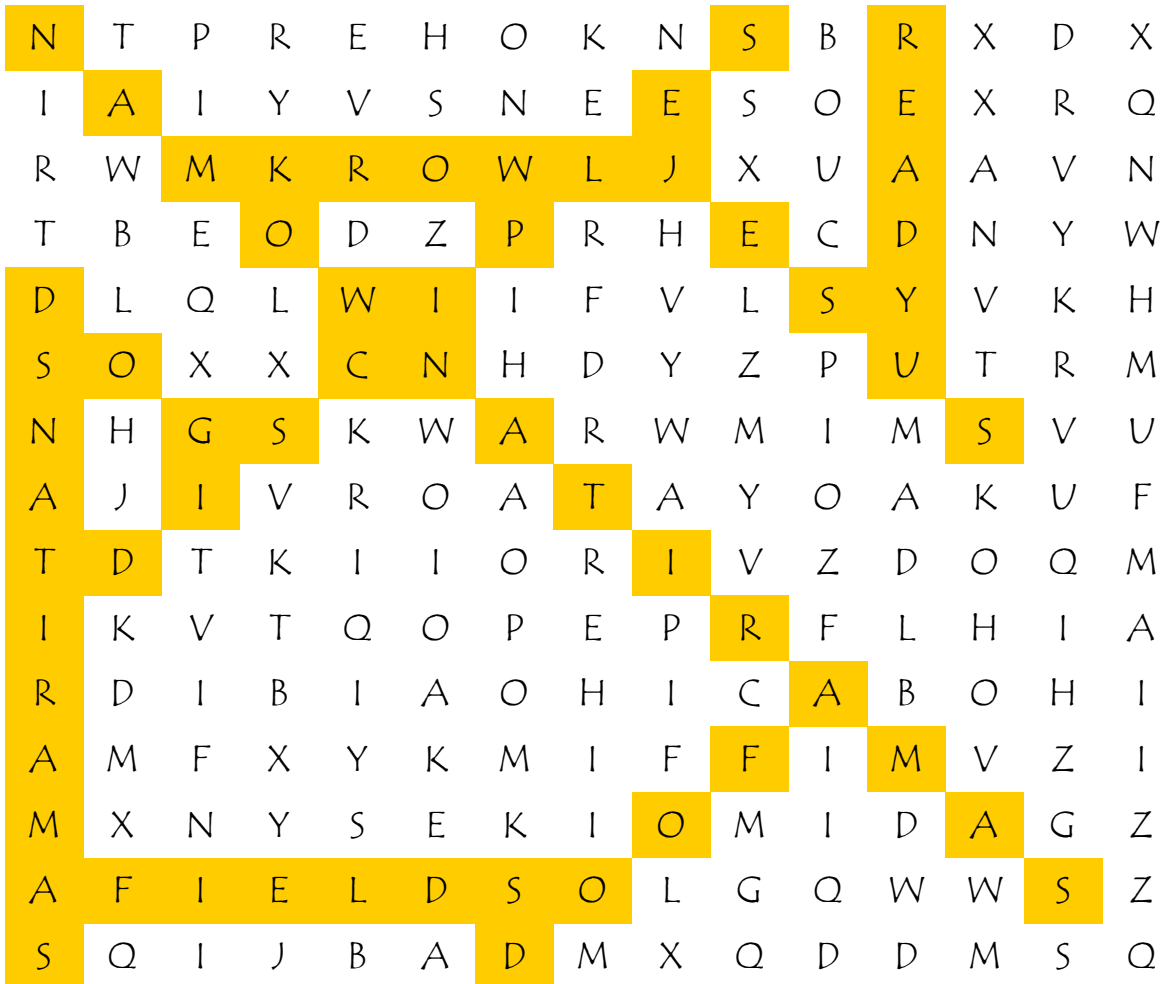 N T P R E H O K N S B R X D X
I A I Y V S N E E S O E X R Q
R W M K R O W L J X U A A V N
T B E O D Z P R H E C D N Y W
D L Q L W I I F V L S Y V K H
S O X X C N H D Y Z P U T R M
N H G S K W A R W M I M S V U
A J I V R O A T A Y O A K U F
T D T K I I O R I V Z D O Q M
I K V T Q O P E P R F L H I A
R D I B I A O H I C A B O H I
A M F X Y K M I F F I M V Z I
M X N Y S E K I O M I D A G Z
A F I E L D S O L G Q W W S Z
S Q I J B A D M X Q D D M S Q